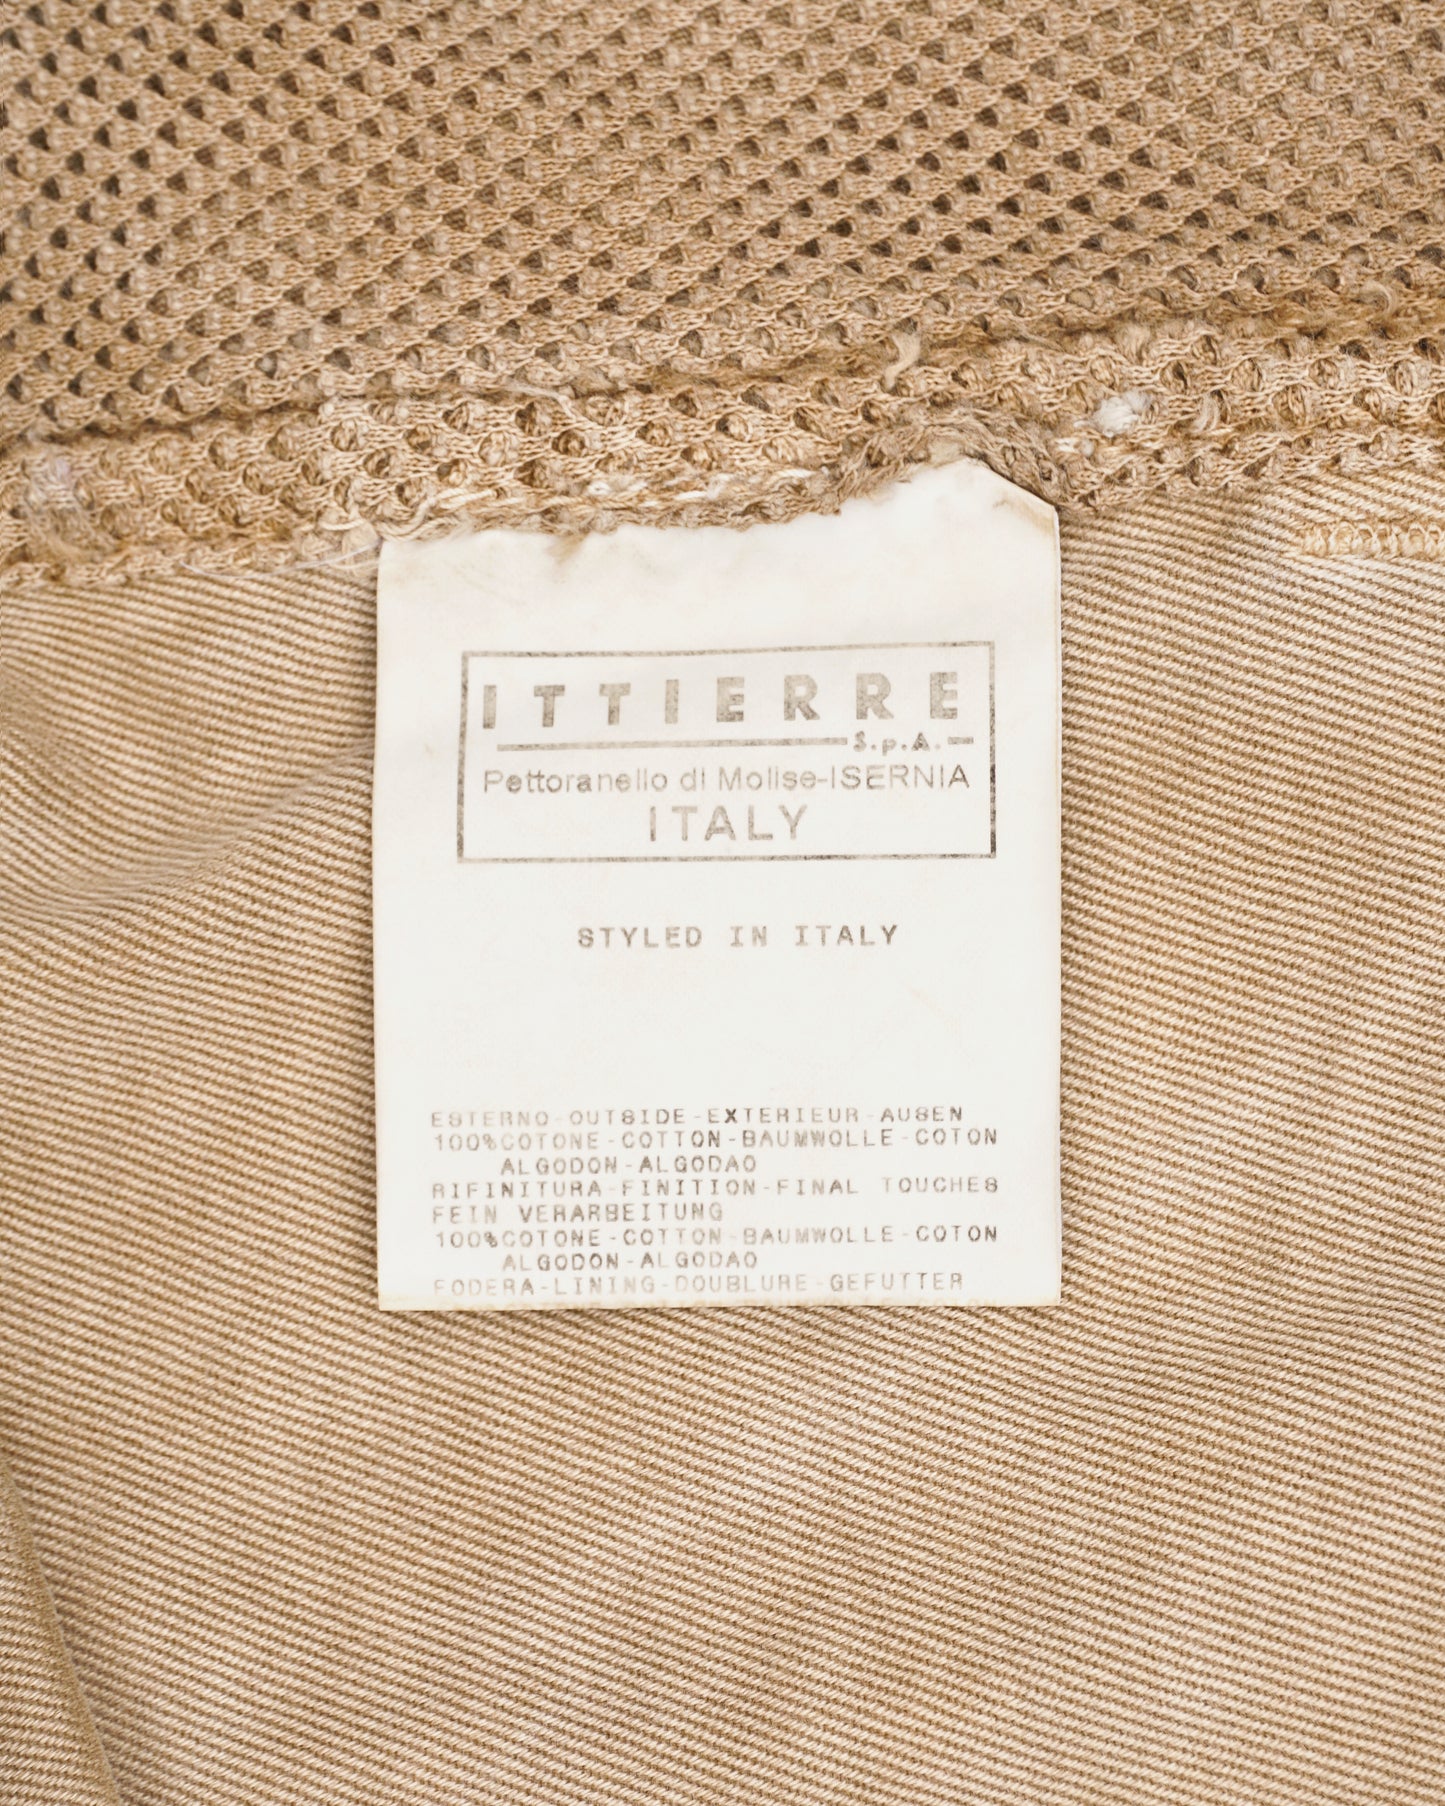 ITTIERRE
S.p.A.
Pettoranello di Molise-ISERNIA
ITALY
STYLED IN ITALY
ESTERNO-OUTSIDE-EXTERIEUR-AUSEN
100%COTONE-COTTON-BAUMWOLLE-COTON
ALGODON-ALGODAO
RIFINITURA-FINITION-FINAL TOUCHES
FEIN VERARBEITUNG
100%COTONE-COTTON-BAUMWOLLE-COTON
ALGODON-ALGODAO
FODERA-LINING-DOUBLURE-GEFUTTER